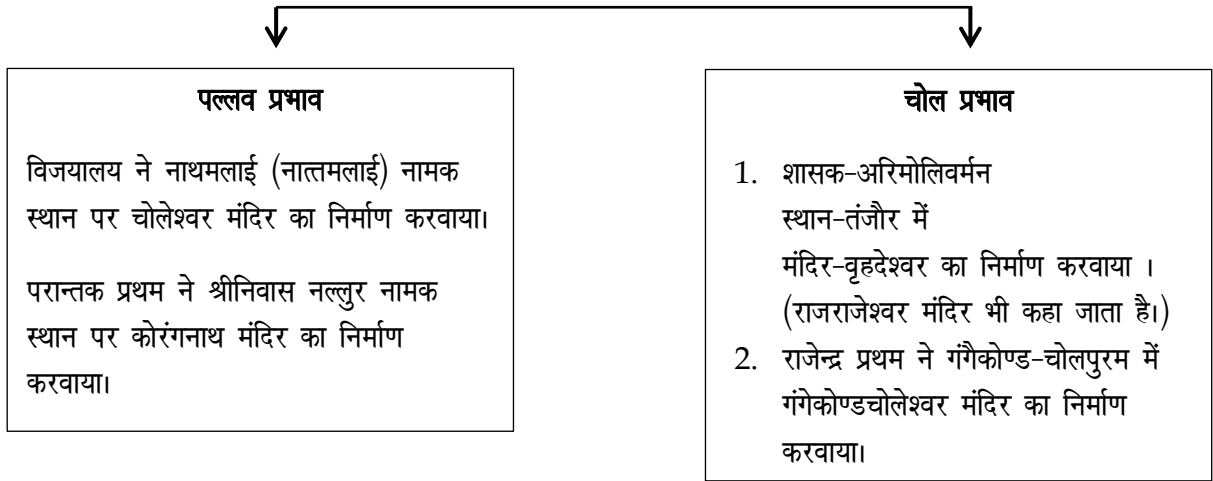 पल्लव प्रभाव
विजयालय ने नाथमलाई (नात्तमलाई) नामक
स्थान पर चोलेश्वर मंदिर का निर्माण करवाया।
परान्तक प्रथम ने श्रीनिवास नल्लुर नामक
स्थान पर कोरंगनाथ मंदिर का निर्माण
करवाया।
चोल प्रभाव
1. शासक-अरिमोलिवर्मन
स्थान-तंजौर में
मंदिर-वृहदेश्वर का निर्माण करवाया ।
(राजराजेश्वर मंदिर भी कहा जाता है।)
2. राजेन्द्र प्रथम ने गंगैकोण्ड-चोलपुरम में
गंगेकोण्डचोलेश्वर मंदिर का निर्माण
करवाया।